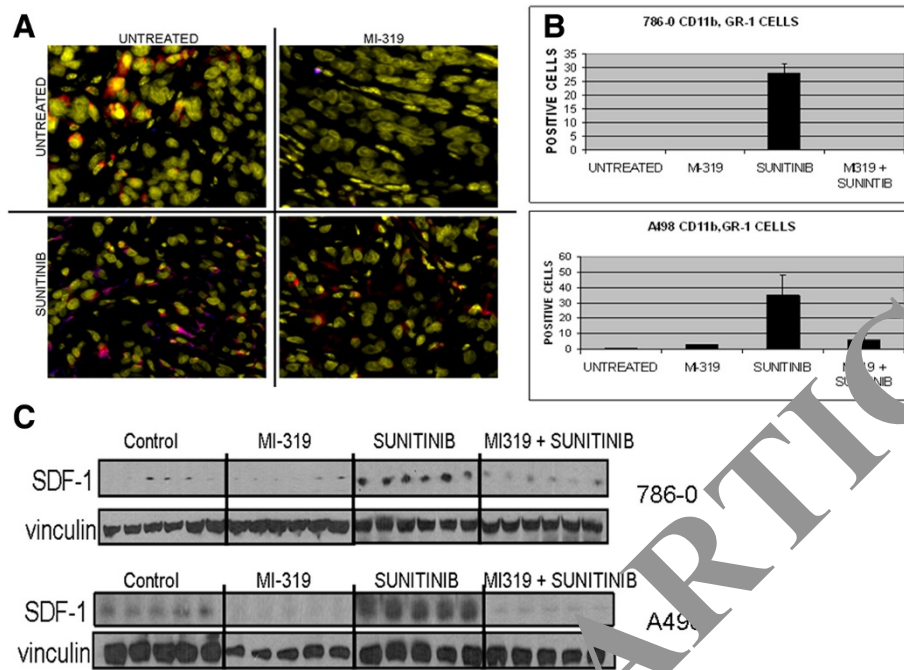 A
UNTREATED
MI-319
UNTREATED
SUNITINIB
B
786-0 CD11b, GR-1 CELLS
POSITIVE CELLS
35
30
25
20
15
10
5
0
UNTREATED MI-319 SUNITINIB MI319 +
SUNINTIB
A498 CD11b,GR-1 CELLS
POSITIVE CELLS
60
50
40
30
20
10
0
UNTREATED MI-319 SUNITINIB
C
Control MI-319 SUNITINIB MI319 + SUNITINIB
SDF-1
786-0
vinculin
Control MI-319 SUNITINIB MI319 + SUNITINIB
SDF-1
vinculin
ARTIC